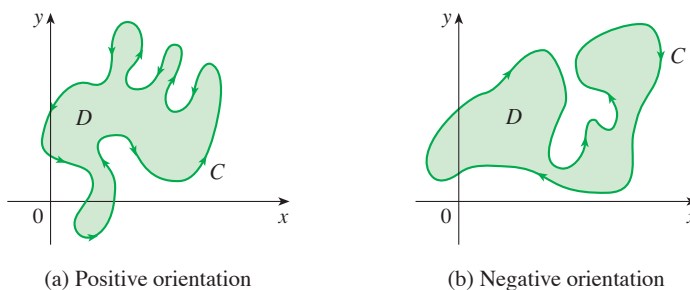 y
D
C
0
x
(a) Positive orientation
y
D
C
0
x
(b) Negative orientation